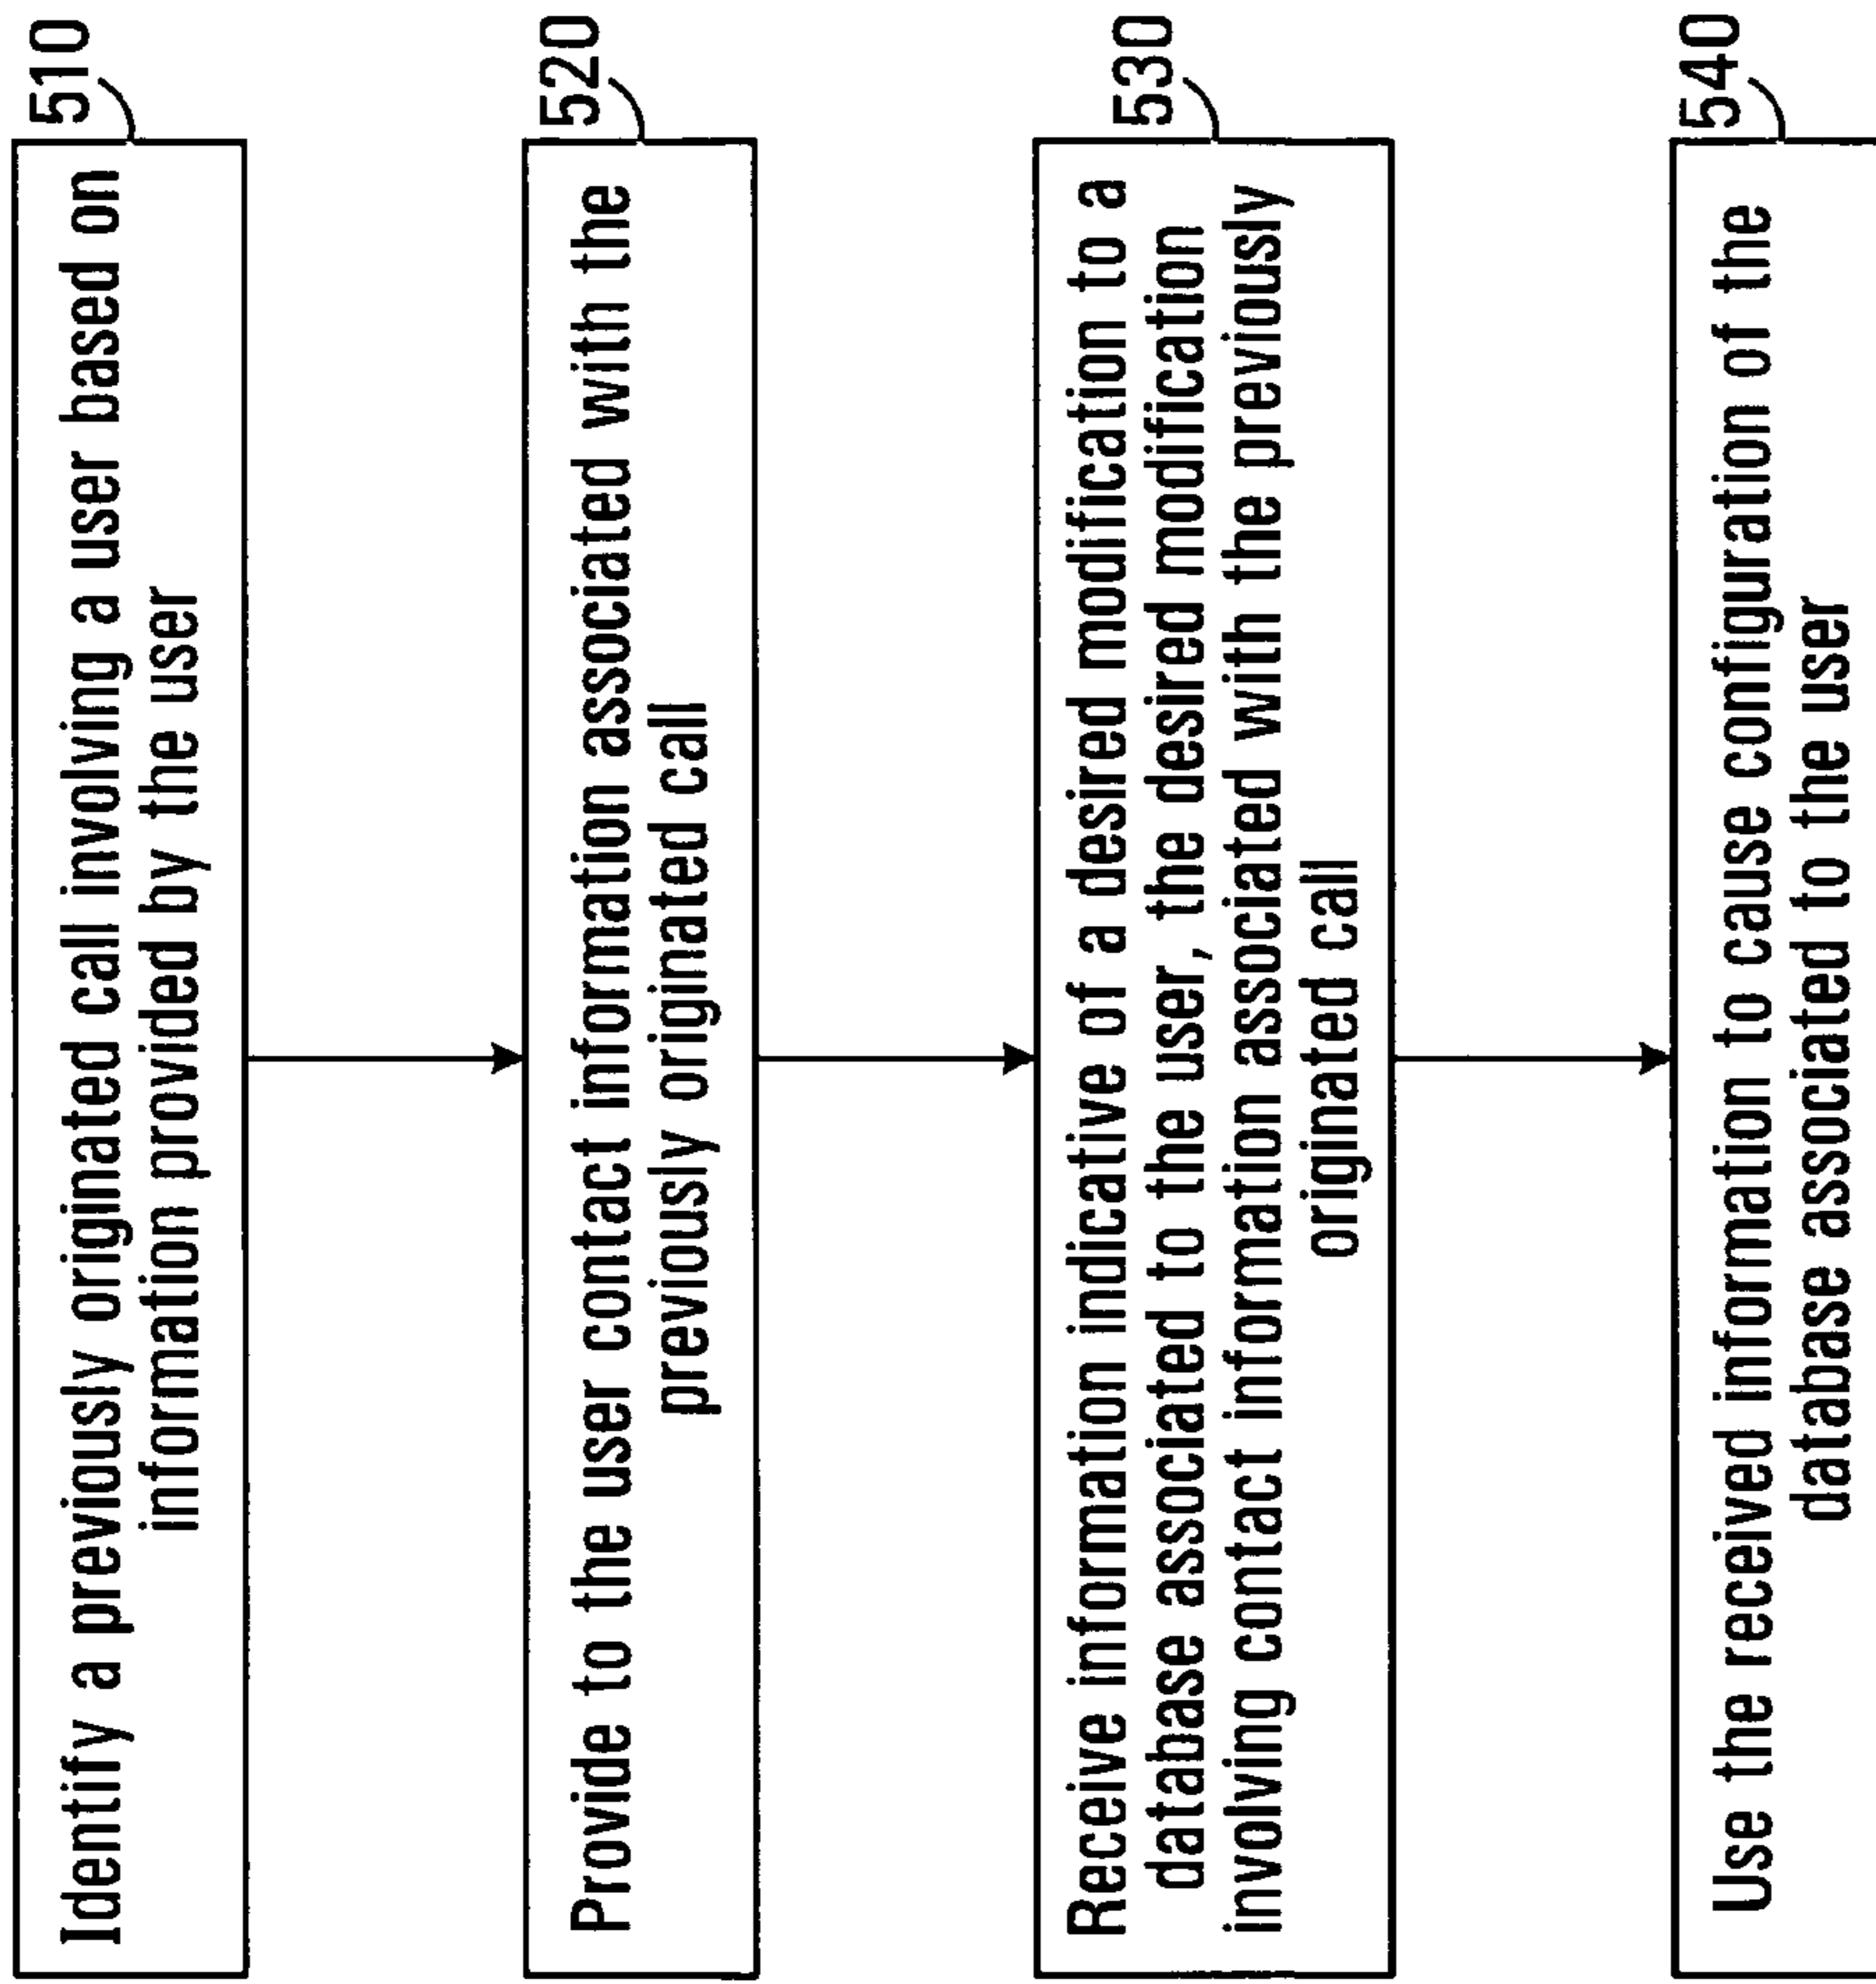 510
Identify a previously originated call involving a user based on
information provided by the user
520
Provide to the user contact information associated with the
previously originated call
530
Receive information indicative of a desired modification to a
database associated to the user, the desired modification
involving contact information associated with the previously
originated call
540
Use the received information to cause configuration of the
database associated to the user